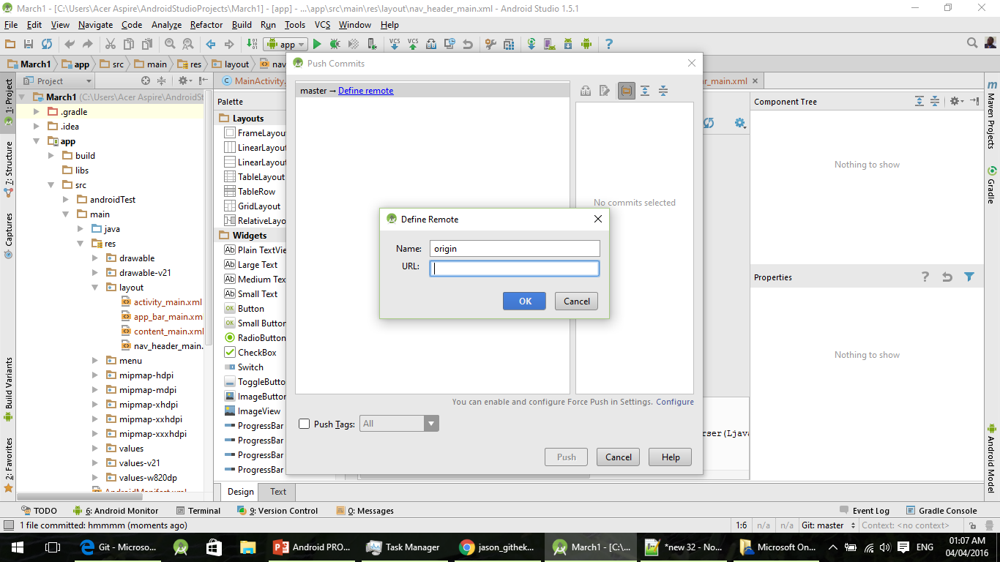 March1 - [C:\Users\Acer Aspire\AndroidStudioProjects\March1] - [app] - ...\app\src\main\res\layout\nav_header_main.xml - Android Studio 1.5.1
File Edit View Navigate Code Analyze Refactor Build Run Tools VCS Window Help
app
March1 app src main res layout nav
Push Commits
1: Project
7: Structure
Captures
Build Variants
2: Favorites
Project
March1 (C:\Users\Acer Aspire\AndroidSt
.gradle
.idea
app
build
libs
src
androidTest
main
java
res
drawable
drawable-v21
layout
activity_main.xml
app_bar_main.xm
content_main.xml
nav_header_main.
menu
mipmap-hdpi
mipmap-mdpi
mipmap-xhdpi
mipmap-xxhdpi
mipmap-xxxhdpi
values
values-v21
values-w820dp
AndroidManifest.xml
MainActivity.
ar_main.xml
Palette
Layouts
FrameLayou
LinearLayout
LinearLayout
TableLayout
TableRow
GridLayout
RelativeLayo
Widgets
Plain TextVie
Large Text
Medium Tex
Small Text
Button
Small Button
RadioButton
CheckBox
Switch
ToggleButto
ImageButton
ImageView
ProgressBar
ProgressBar
ProgressBar
ProgressBar
Design Text
master → Define remote
No commits selected
Define Remote
Name: origin
URL:
OK Cancel
You can enable and configure Force Push in Settings. Configure
Push Tags: All
Push Cancel Help
rser(Ljava
Component Tree
Nothing to show
Properties
Nothing to show
Maven Projects
Gradle
Android Model
TODO 6: Android Monitor Terminal 9: Version Control 0: Messages Event Log Gradle Console
1 file committed: hmmmm (moments ago) 1:6 n/a n/a Git: master Context: <no context>
Git - Microso... Android PRO... Task Manager jason_githek... March1 - [C:\... *new 32 - No... Microsoft On... ENG 01:07 AM
04/04/2016